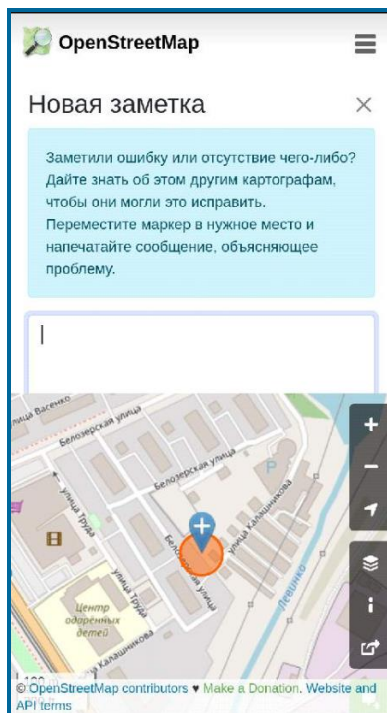 OpenStreetMap
Новая заметка
Заметили ошибку или отсутствие чего-либо?
Дайте знать об этом другим картографам,
чтобы они могли это исправить.
Переместите маркер в нужное место и
напечатайте сообщение, объясняющее
проблему.
улица Васенко
Белозерская улица
Белозерская улица
P
улица Труда
улица Калашникова
Белозерская улица
Левинка
Центр
одаренных
детей
улица Труда
Калашникова
© OpenStreetMap contributors ♥ Make a Donation. Website and
API terms